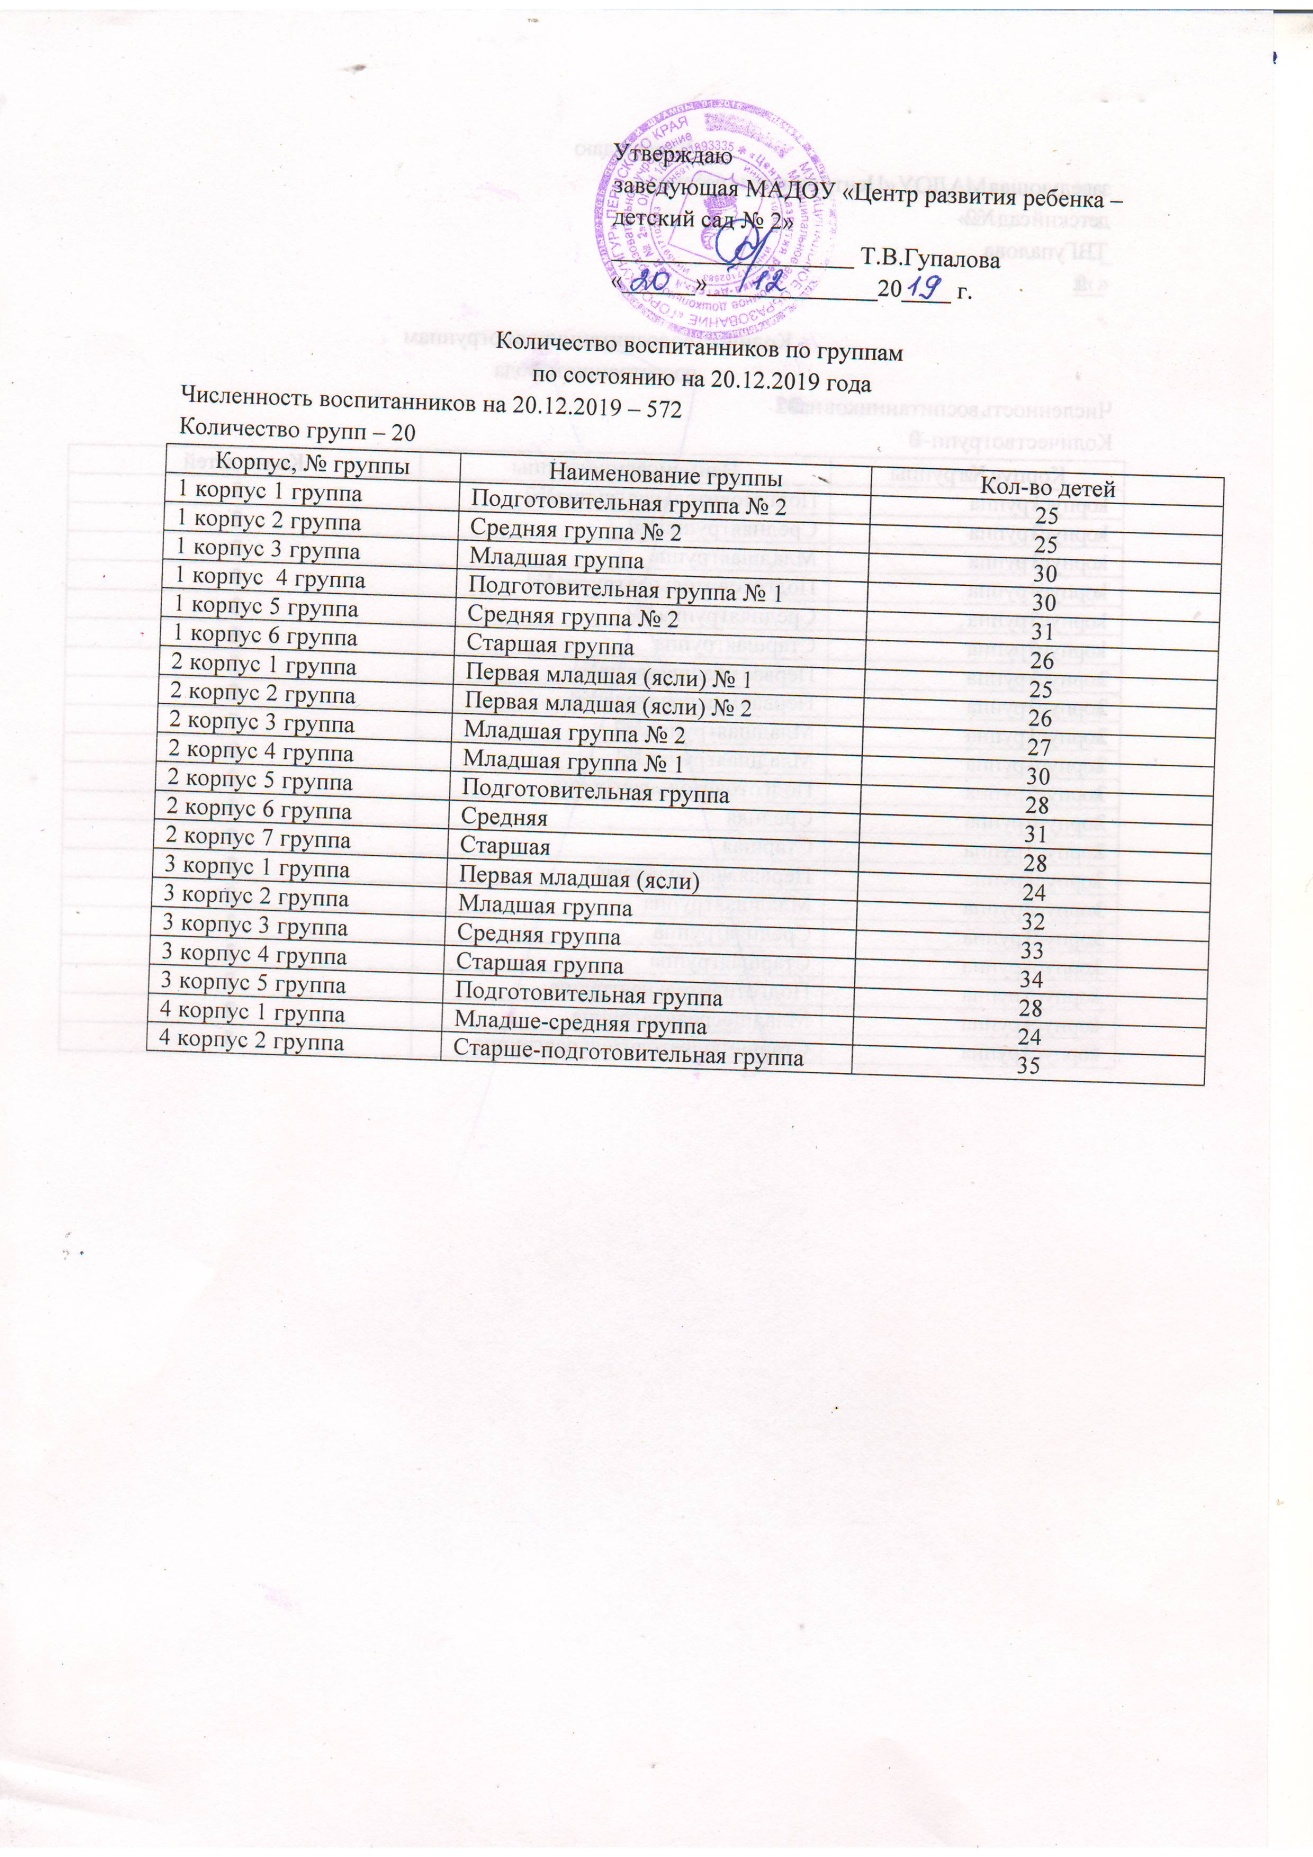 Утверждаю
заведующая МАДОУ «Центр развития ребенка –
детский сад № 2»
____________________ Т.В.Гупалова
«__20__»____12________2019 г.
Количество воспитанников по группам
по состоянию на 20.12.2019 года
Численность воспитанников на 20.12.2019 – 572
Количество групп – 20
Корпус, № группы Наименование группы Кол-во детей
1 корпус 1 группа Подготовительная группа № 2 25
1 корпус 2 группа Средняя группа № 2 25
1 корпус 3 группа Младшая группа 30
1 корпус  4 группа Подготовительная группа № 1 30
1 корпус 5 группа Средняя группа № 2 31
1 корпус 6 группа Старшая группа 26
2 корпус 1 группа Первая младшая (ясли) № 1 25
2 корпус 2 группа Первая младшая (ясли) № 2 26
2 корпус 3 группа Младшая группа № 2 27
2 корпус 4 группа Младшая группа № 1 30
2 корпус 5 группа Подготовительная группа 28
2 корпус 6 группа Средняя 31
2 корпус 7 группа Старшая 28
3 корпус 1 группа Первая младшая (ясли) 24
3 корпус 2 группа Младшая группа 32
3 корпус 3 группа Средняя группа 33
3 корпус 4 группа Старшая группа 34
3 корпус 5 группа Подготовительная группа 28
4 корпус 1 группа Младше-средняя группа 24
4 корпус 2 группа Старше-подготовительная группа 35